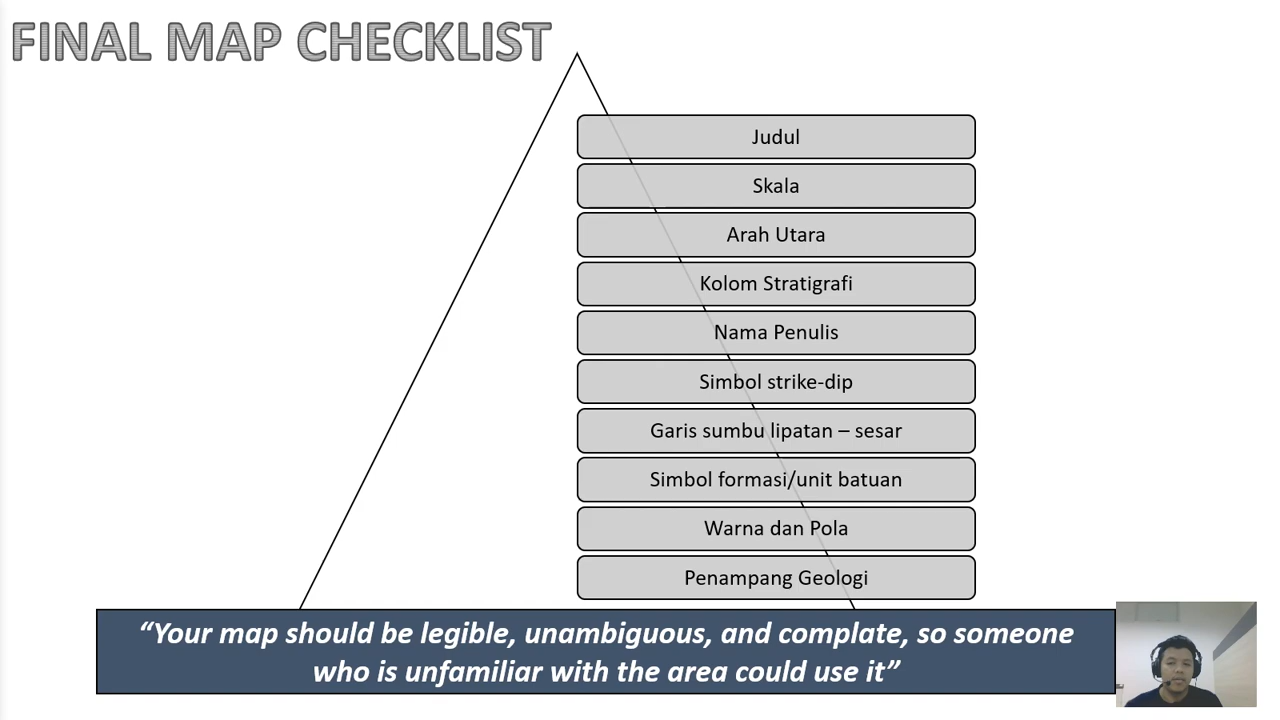 FINAL MAP CHECKLIST
Judul
Skala
Arah Utara
Kolom Stratigrafi
Nama Penulis
Simbol strike-dip
Garis sumbu lipatan – sesar
Simbol formasi/unit batuan
Warna dan Pola
Penampang Geologi
“Your map should be legible, unambiguous, and complate, so someone
who is unfamiliar with the area could use it”